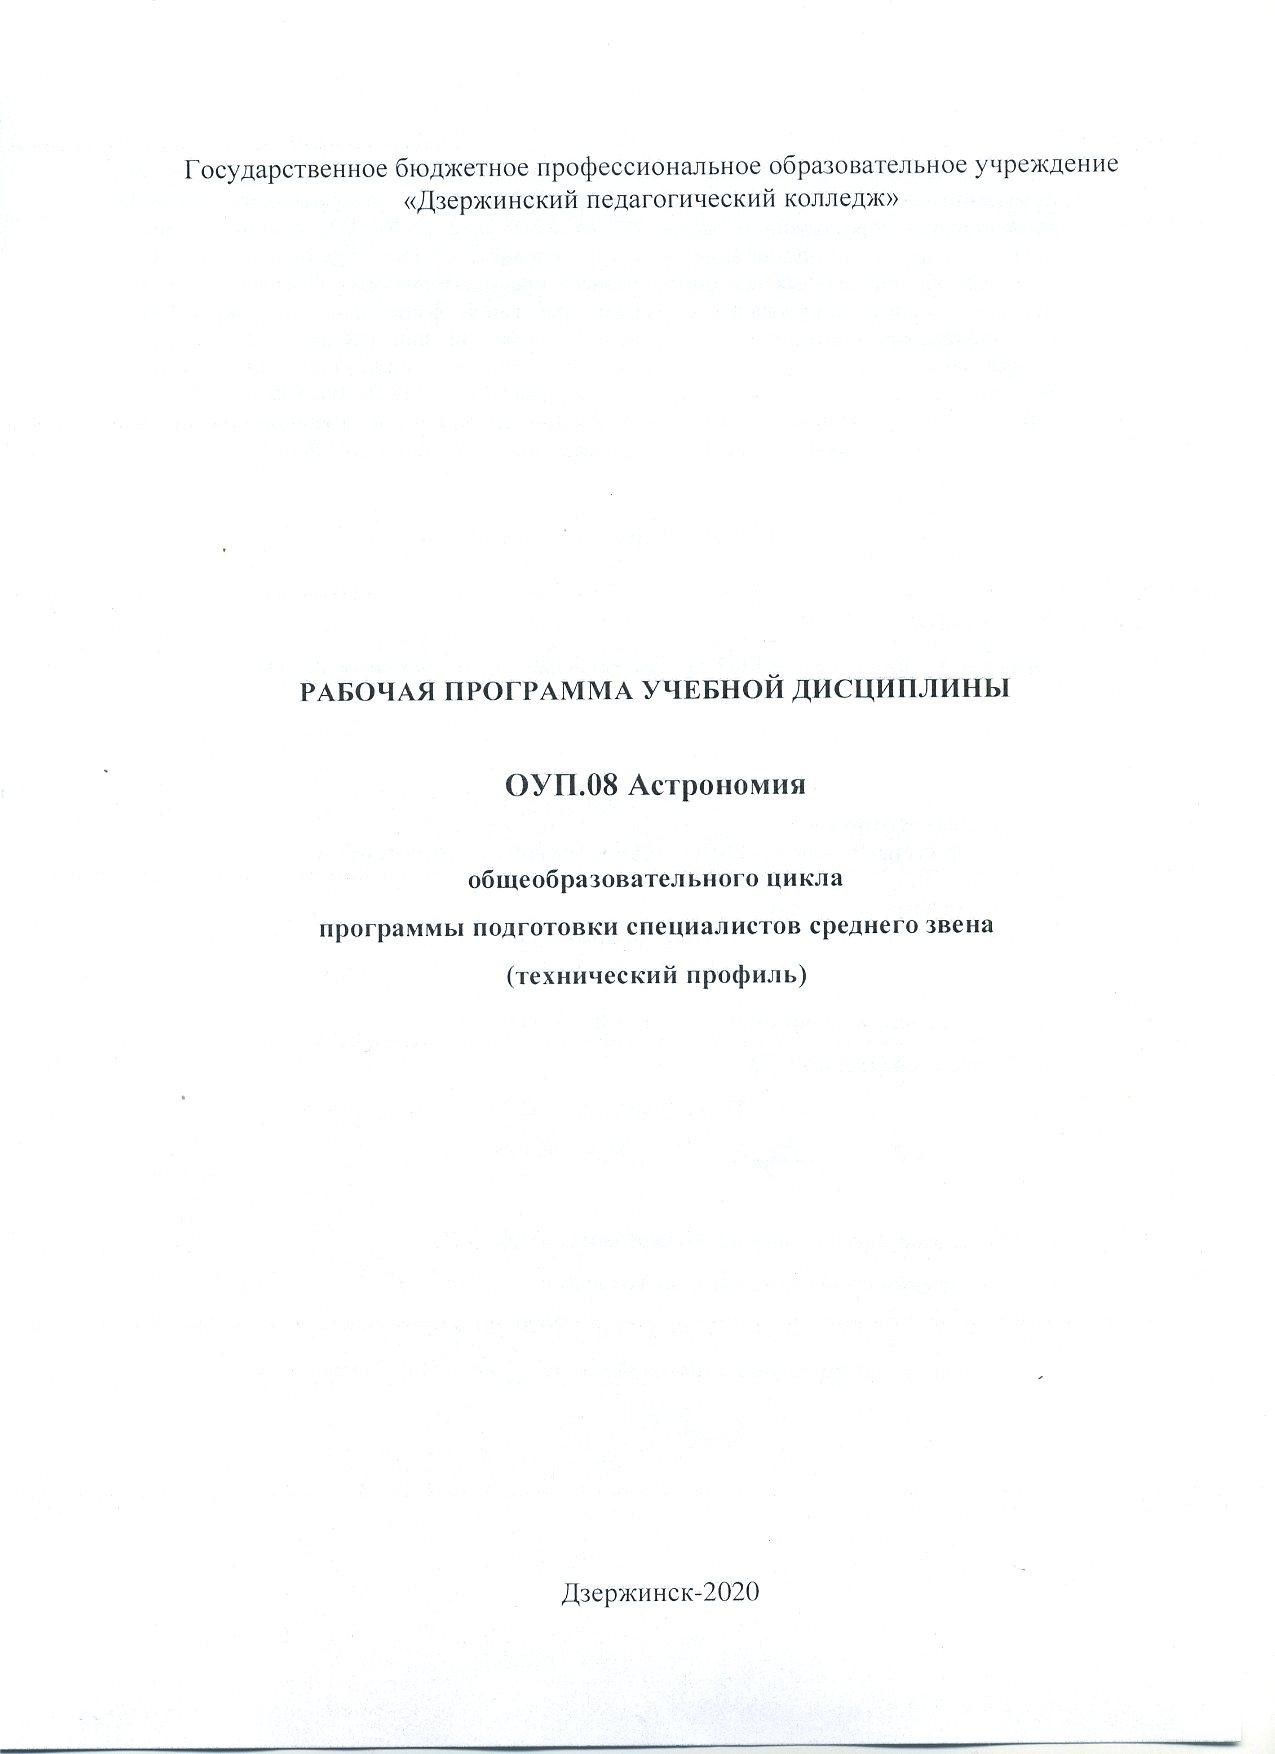 Государственное бюджетное профессиональное образовательное учреждение
«Дзержинский педагогический колледж»
РАБОЧАЯ ПРОГРАММА УЧЕБНОЙ ДИСЦИПЛИНЫ
ОУП.08 Астрономия
общеобразовательного цикла
программы подготовки специалистов среднего звена
(технический профиль)
Дзержинск-2020